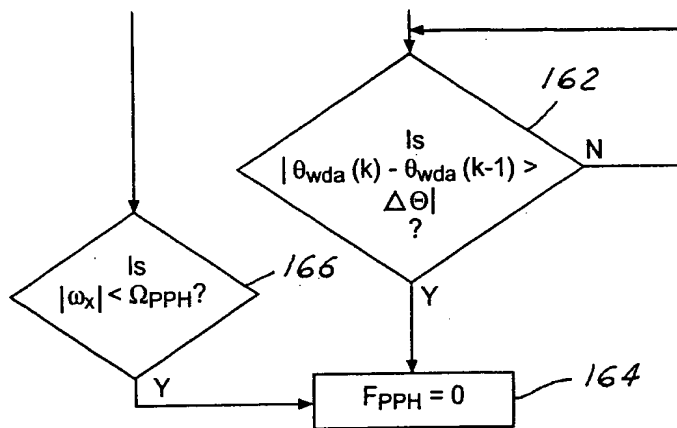 162
Is
| θwda (k) - θwda (k-1) >
ΔΘ|
?
N
Y
Is
|ωx| < ΩPPH?
166
Y
FPPH = 0
164